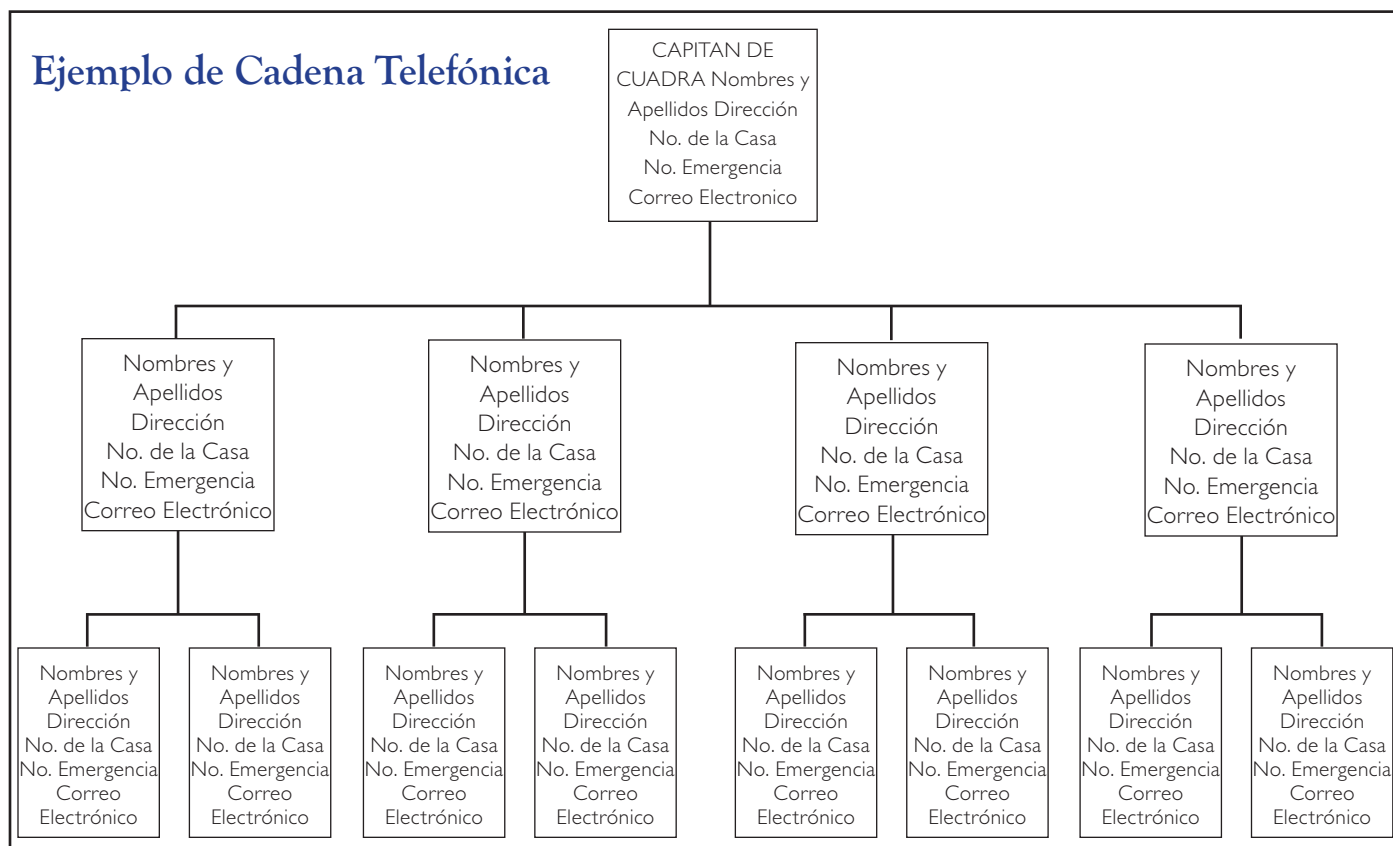 Ejemplo de Cadena Telefónica
CAPITAN DE
CUADRA Nombres y
Apellidos Dirección
No. de la Casa
No. Emergencia
Correo Electronico
Nombres y
Apellidos
Dirección
No. de la Casa
No. Emergencia
Correo Electrónico
Nombres y
Apellidos
Dirección
No. de la Casa
No. Emergencia
Correo Electrónico
Nombres y
Apellidos
Dirección
No. de la Casa
No. Emergencia
Correo Electrónico
Nombres y
Apellidos
Dirección
No. de la Casa
No. Emergencia
Correo Electrónico
Nombres y
Apellidos
Dirección
No. de la Casa
No. Emergencia
Correo
Electrónico
Nombres y
Apellidos
Dirección
No. de la Casa
No. Emergencia
Correo
Electrónico
Nombres y
Apellidos
Dirección
No. de la Casa
No. Emergencia
Correo
Electrónico
Nombres y
Apellidos
Dirección
No. de la Casa
No. Emergencia
Correo
Electrónico
Nombres y
Apellidos
Dirección
No. de la Casa
No. Emergencia
Correo
Electrónico
Nombres y
Apellidos
Dirección
No. de la Casa
No. Emergencia
Correo
Electrónico
Nombres y
Apellidos
Dirección
No. de la Casa
No. Emergencia
Correo
Electrónico
Nombres y
Apellidos
Dirección
No. de la Casa
No. Emergencia
Correo
Electrónico